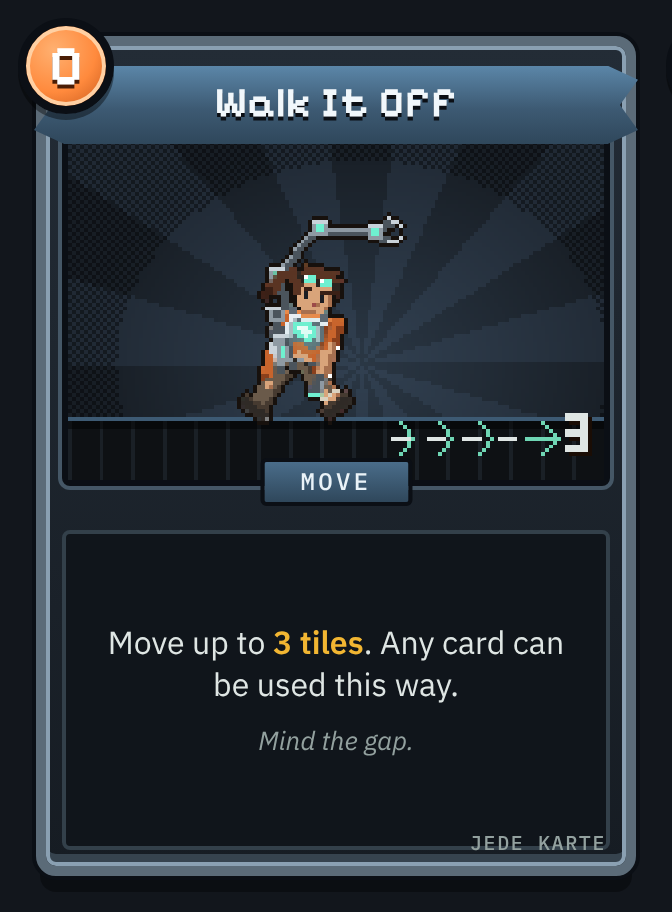 0
Walk It Off
3
MOVE
Move up to 3 tiles. Any card can
be used this way.
Mind the gap.
JEDE KARTE